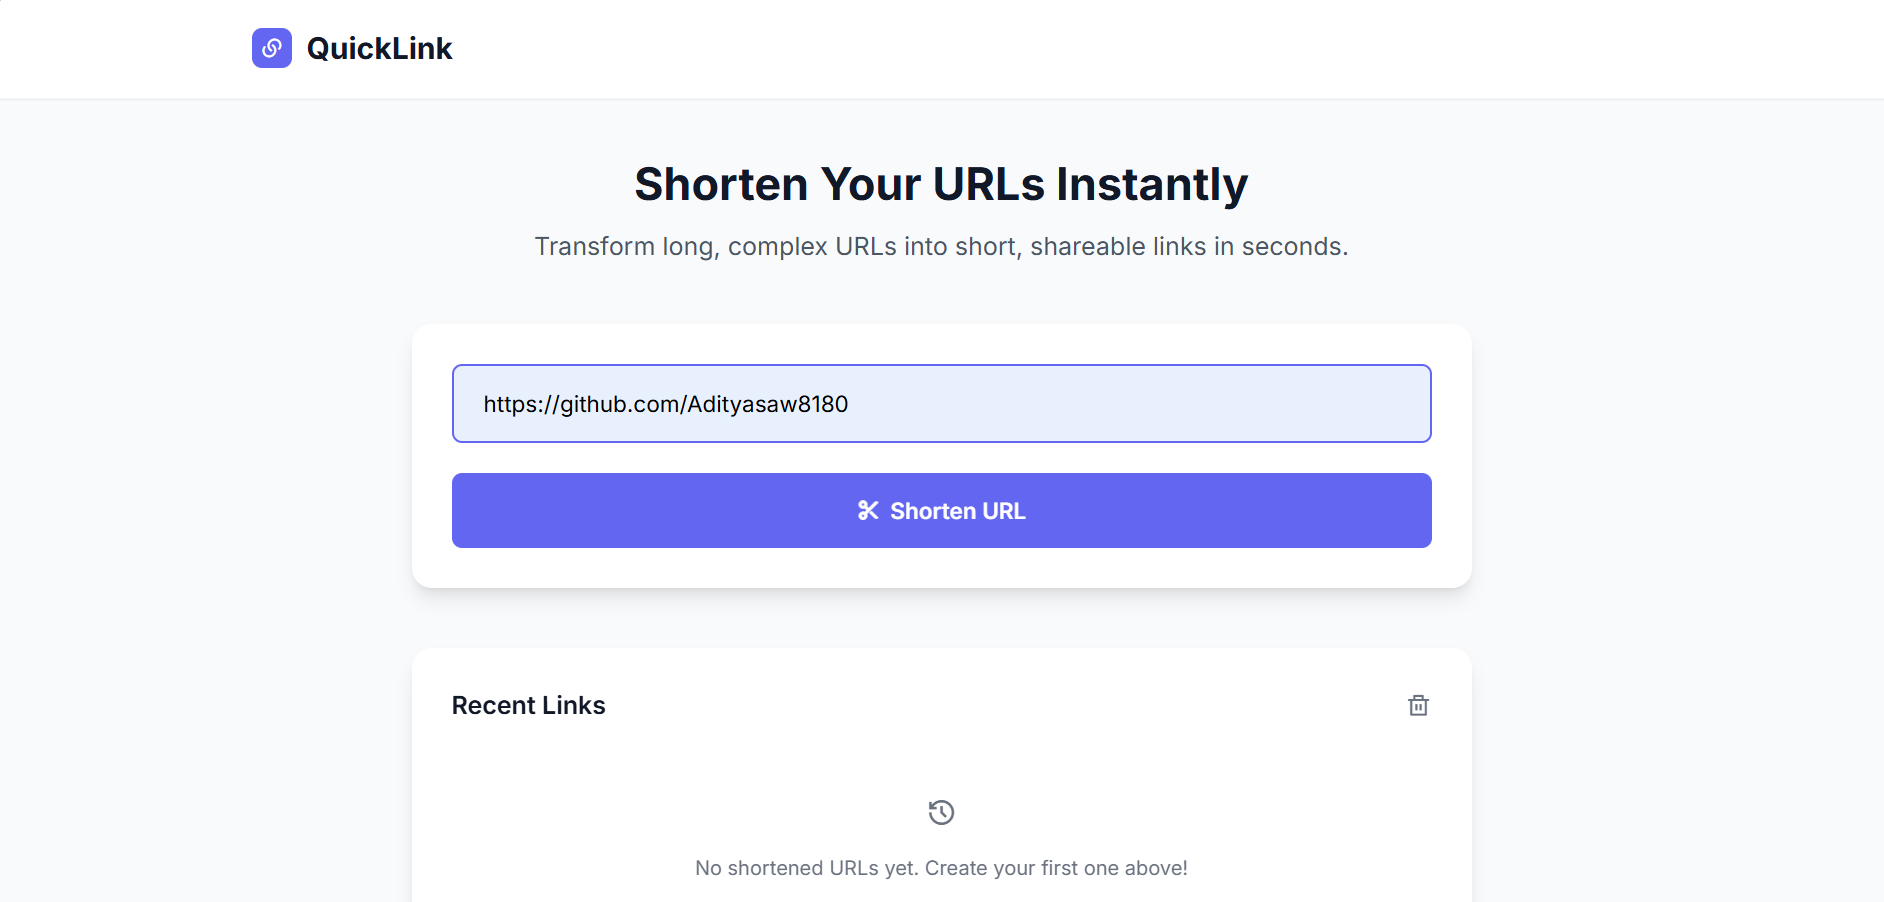 QuickLink
Shorten Your URLs Instantly
Transform long, complex URLs into short, shareable links in seconds.
https://github.com/Adityasaw8180
Shorten URL
Recent Links
No shortened URLs yet. Create your first one above!